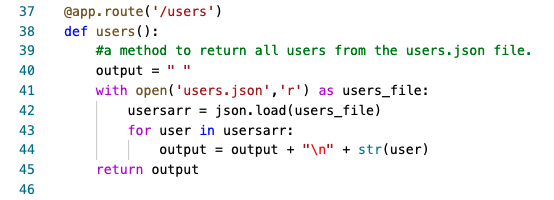 37 @app.route('/users')
38 def users():
39     #a method to return all users from the users.json file.
40     output = " "
41     with open('users.json','r') as users_file:
42         usersarr = json.load(users_file)
43         for user in usersarr:
44             output = output + "\n" + str(user)
45     return output
46